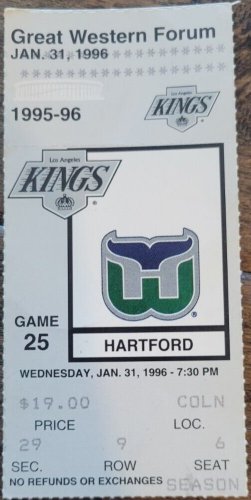 Great Western Forum
JAN. 31, 1996
1995-96
KINGS
Los Angeles
KINGS
®
®
GAME
25
HARTFORD
WEDNESDAY, JAN. 31, 1996 - 7:30 PM
$19.00 COLN
PRICE LOC.
29 9 6
SEC. ROW SEAT
NO REFUNDS OR EXCHANGES SEASON